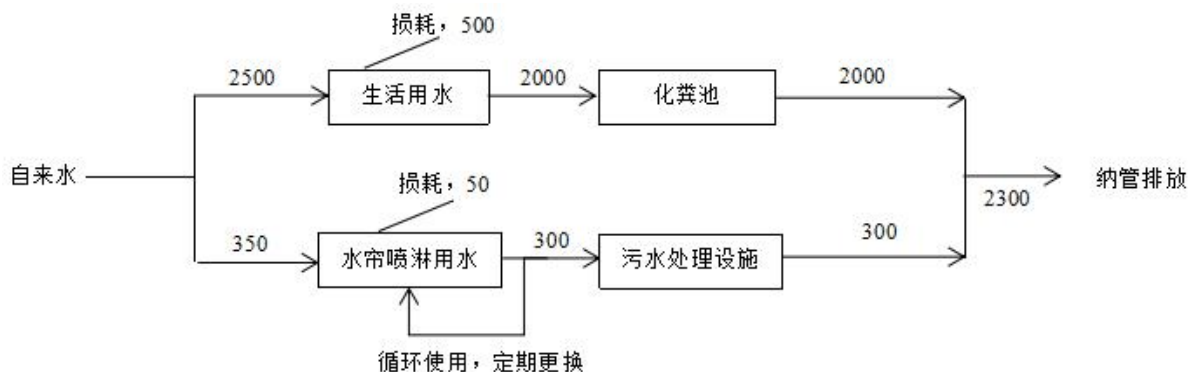 损耗，500
2500
生活用水
2000
化粪池
2000
自来水
损耗，50
2300
纳管排放
350
水帘喷淋用水
300
污水处理设施
300
循环使用，定期更换